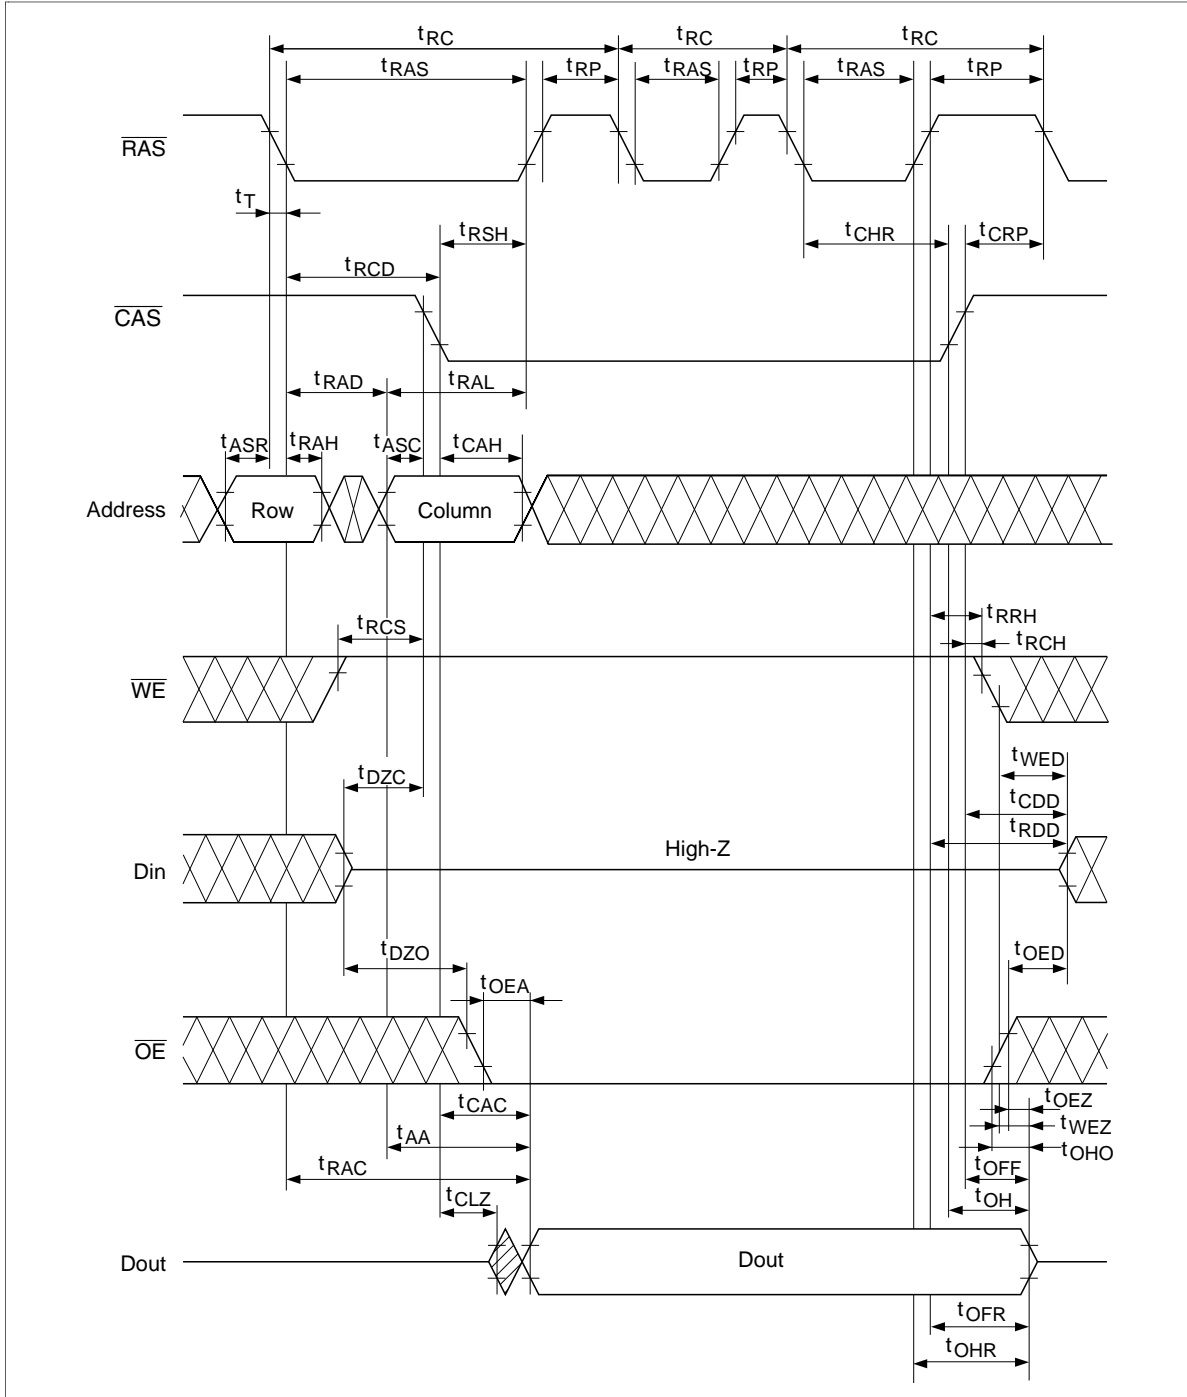 tRC tRC tRC
tRAS tRP tRAS tRP tRAS tRP
RAS
tT
tRSH tCHR tCRP
tRCD
CAS
tRAD tRAL
tASR tRAH tASC tCAH
Address Row Column
tRRH
tRCS tRCH
WE
tWED
tDZC
tCDD
tRDD
High-Z
Din
tDZO tOED
tOEA
OE
tOEZ
tCAC
tWEZ
tAA
tOHO
tRAC tOFF
tCLZ tOH
Dout Dout
tOFR
tOHR